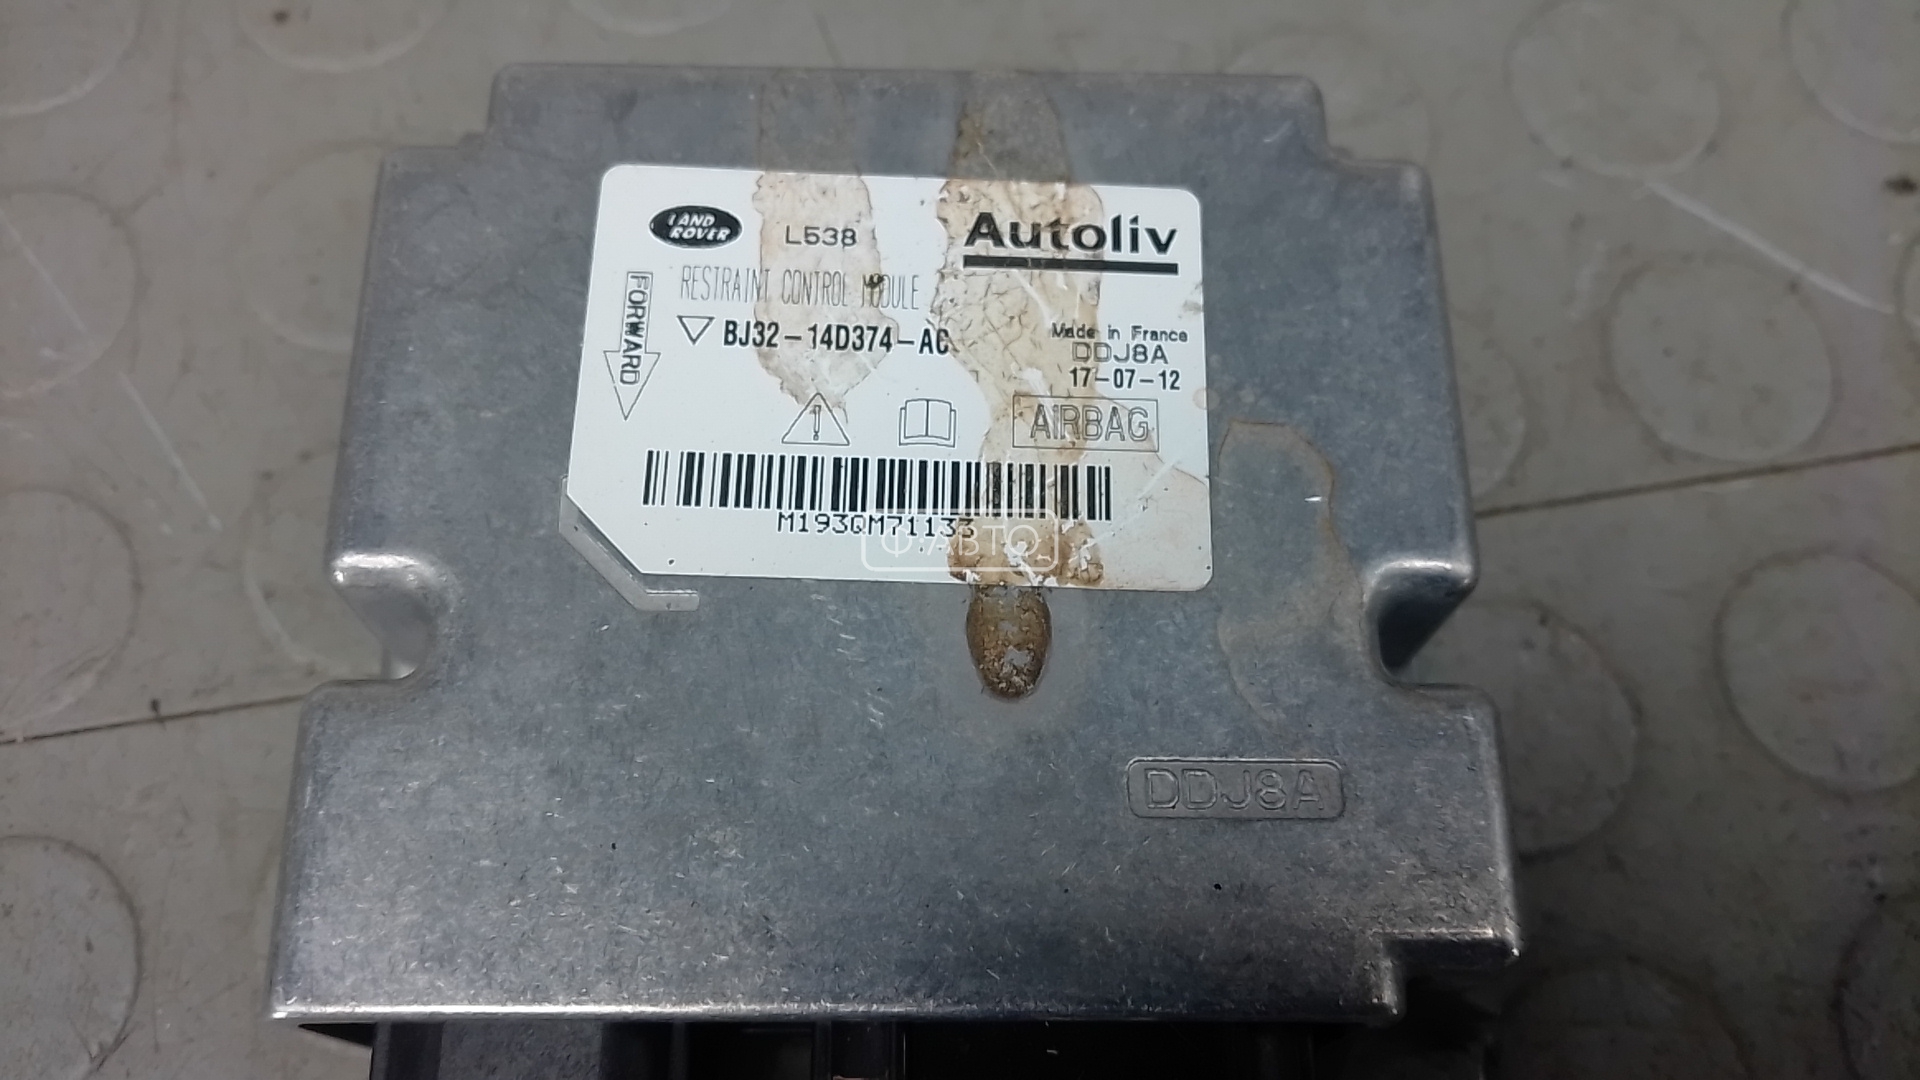 LAND ROVER
L538
Autoliv
RESTRAINT CONTROL MODULE
FORWARD
BJ32-14D374-AC
Made in France
DDJ8A
17-07-12
AIRBAG
M193QM71133
Ф-АВТО
DDJ8A